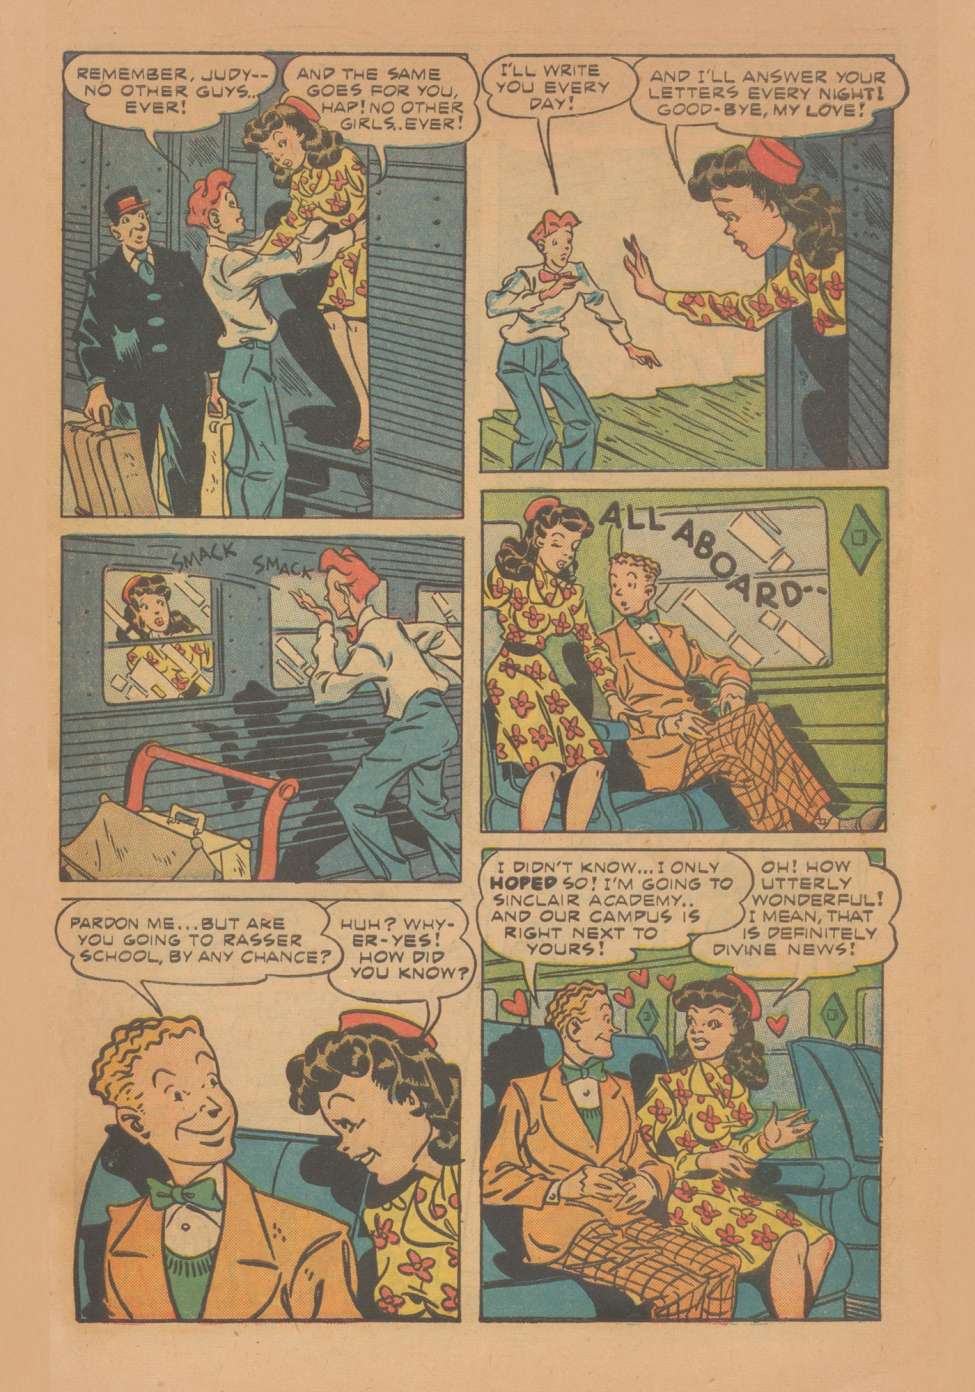 REMEMBER, JUDY--
NO OTHER GUYS..
EVER!
AND THE SAME
GOES FOR YOU,
HAP! NO OTHER
GIRLS..EVER!
I'LL WRITE
YOU EVERY
DAY!
AND I'LL ANSWER YOUR
LETTERS EVERY NIGHT!
GOOD-BYE, MY LOVE!
SMACK
SMACK
ALL ABOARD--
PARDON ME...BUT ARE
YOU GOING TO RASSER
SCHOOL, BY ANY CHANCE?
HUH? WHY-
ER-YES!
HOW DID
YOU KNOW?
I DIDN'T KNOW...I ONLY
HOPED SO! I'M GOING TO
SINCLAIR ACADEMY..
AND OUR CAMPUS IS
RIGHT NEXT TO
YOURS!
OH! HOW
UTTERLY
WONDERFUL!
I MEAN, THAT
IS DEFINITELY
DIVINE NEWS!